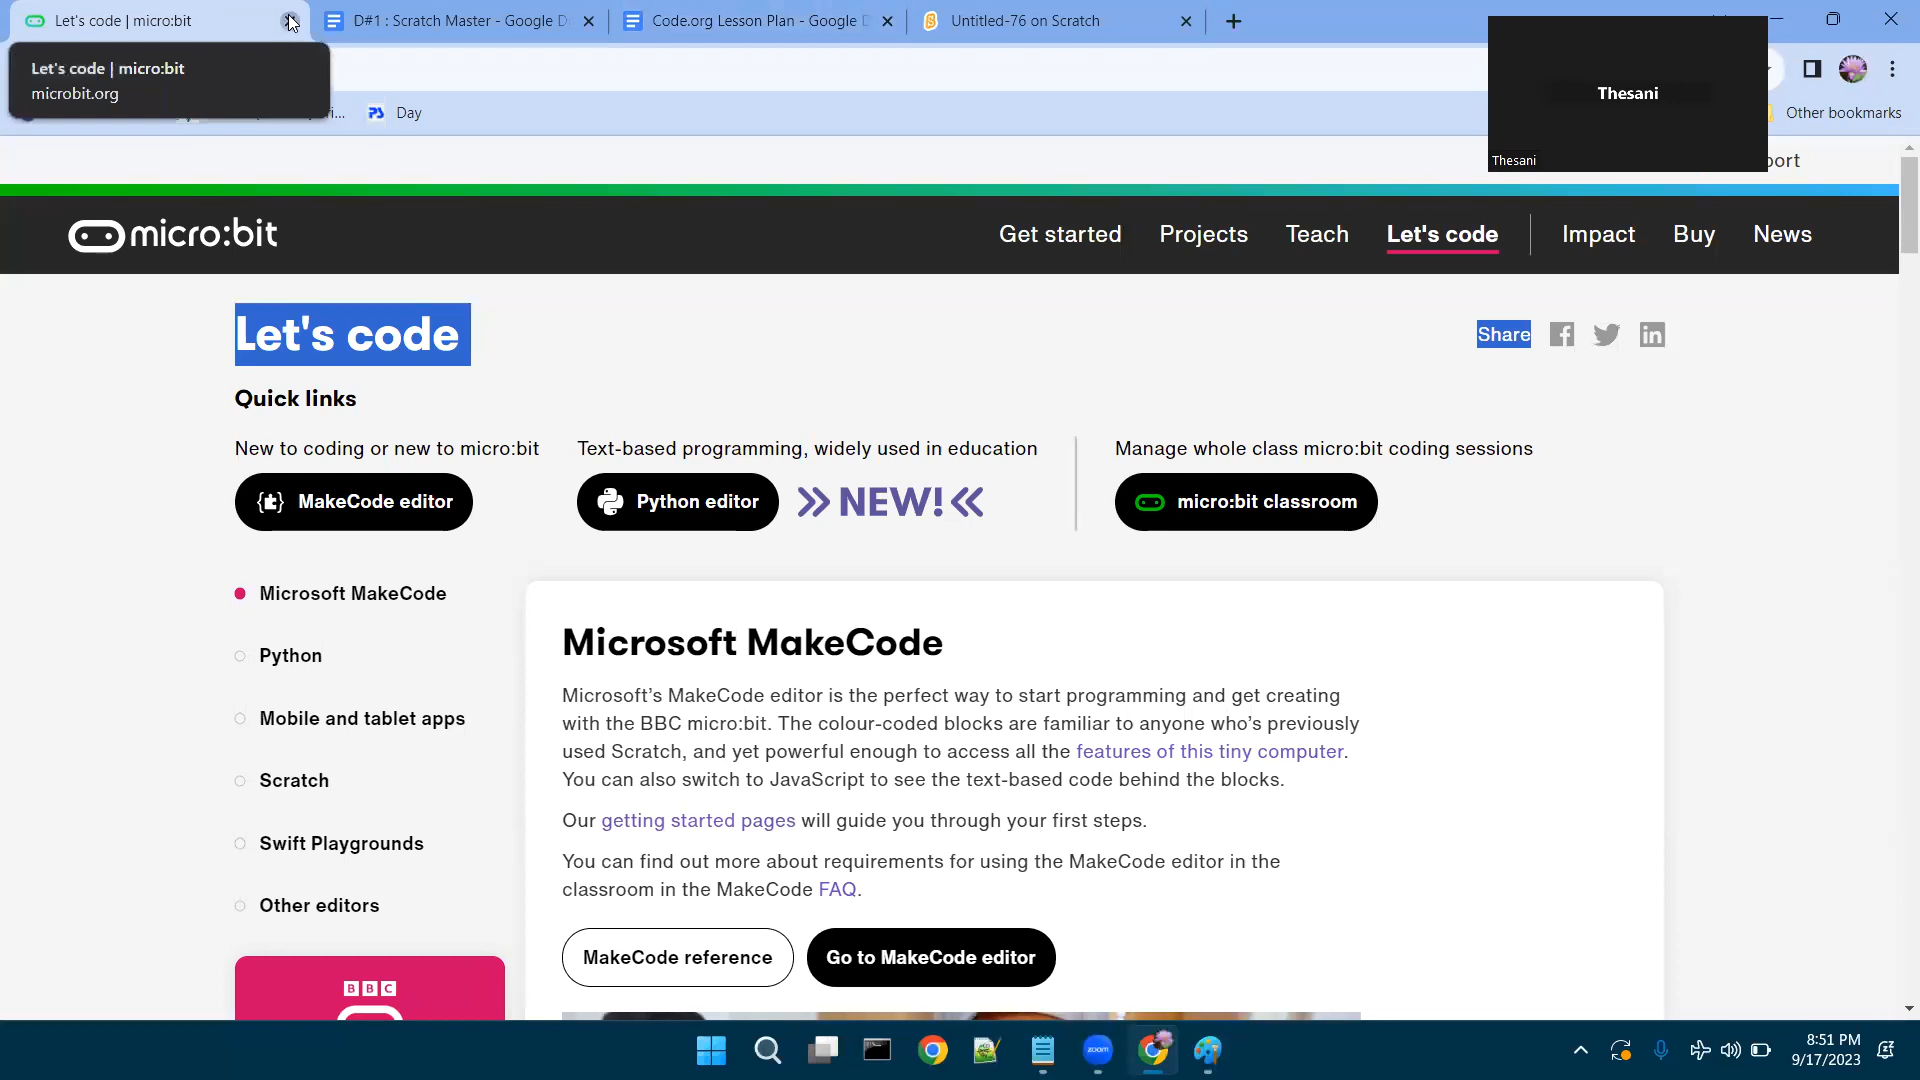 Let's code | micro:bit
D#1 : Scratch Master - Google D
Code.org Lesson Plan - Google D
Untitled-76 on Scratch
Let's code | micro:bit
microbit.org
Day
Thesani
Thesani
Other bookmarks
port
micro:bit
Get started
Projects
Teach
Let's code
Impact
Buy
News
Let's code
Share
Quick links
New to coding or new to micro:bit
Text-based programming, widely used in education
Manage whole class micro:bit coding sessions
MakeCode editor
Python editor
>> NEW! <<
micro:bit classroom
Microsoft MakeCode
Python
Mobile and tablet apps
Scratch
Swift Playgrounds
Other editors
BBC
Microsoft MakeCode
Microsoft’s MakeCode editor is the perfect way to start programming and get creating
with the BBC micro:bit. The colour-coded blocks are familiar to anyone who’s previously
used Scratch, and yet powerful enough to access all the features of this tiny computer.
You can also switch to JavaScript to see the text-based code behind the blocks.
Our getting started pages will guide you through your first steps.
You can find out more about requirements for using the MakeCode editor in the
classroom in the MakeCode FAQ.
MakeCode reference
Go to MakeCode editor
zoom
8:51 PM
9/17/2023